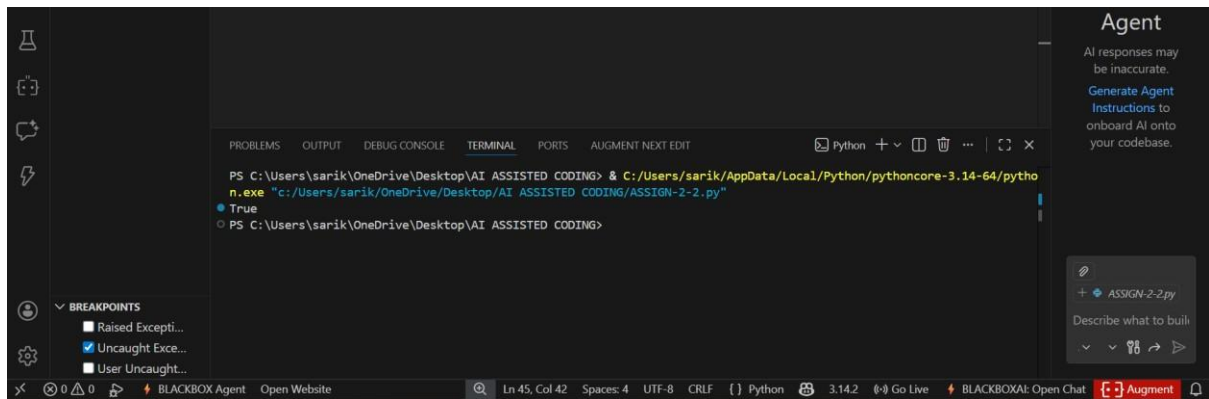 Agent
AI responses may
be inaccurate.
Generate Agent
Instructions to
onboard AI onto
your codebase.
PROBLEMS OUTPUT DEBUG CONSOLE TERMINAL PORTS AUGMENT NEXT EDIT Python
PS C:\Users\sarik\OneDrive\Desktop\AI ASSISTED CODING> & C:/Users/sarik/AppData/Local/Python/pythoncore-3.14-64/pytho
n.exe "c:/Users/sarik/OneDrive/Desktop/AI ASSISTED CODING/ASSIGN-2-2.py"
True
PS C:\Users\sarik\OneDrive\Desktop\AI ASSISTED CODING>
BREAKPOINTS
Raised Excepti...
Uncaught Exce...
User Uncaught...
ASSIGN-2-2.py
Describe what to build
0 0 BLACKBOX Agent Open Website Ln 45, Col 42 Spaces: 4 UTF-8 CRLF { } Python 3.14.2 Go Live BLACKBOXAI: Open Chat Augment